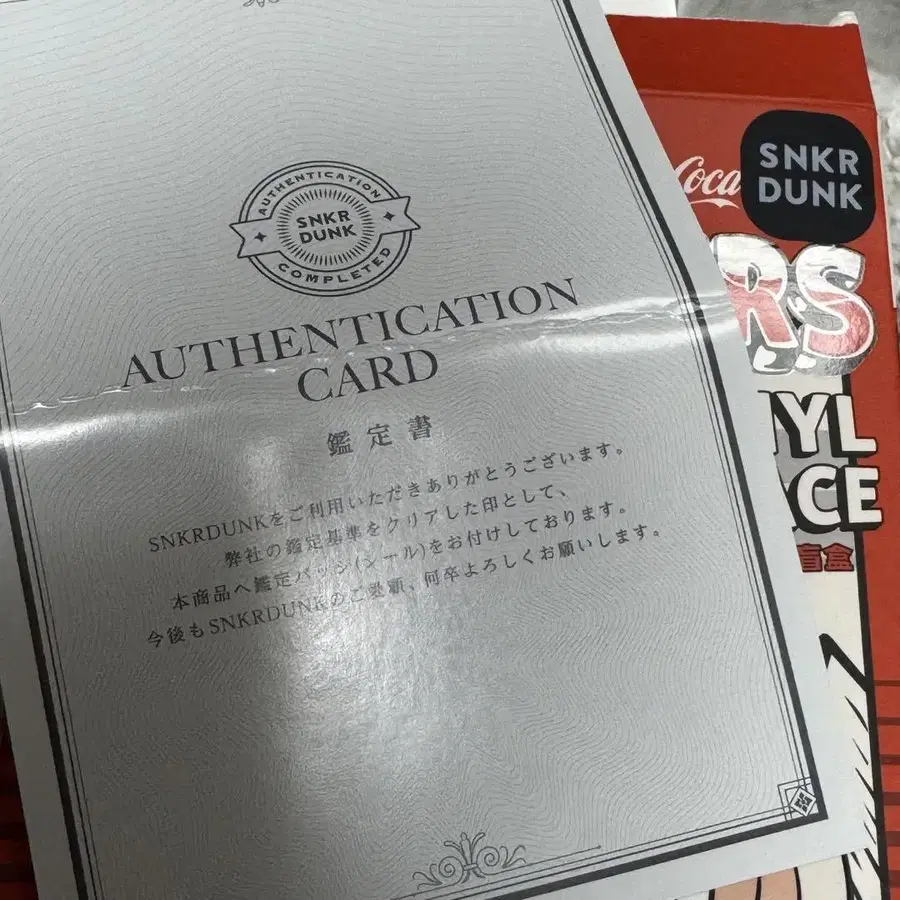 AUTHENTICATION
SNKR
DUNK
COMPLETED
AUTHENTICATION
CARD
鑑定書
SNKRDUNKをご利用いただきありがとうございます。
弊社の鑑定基準をクリアした印として、
本商品へ鑑定バッジ(シール)をお付けしております。
今後もSNKRDUNKのご愛顧、何卒よろしくお願いします。
Coca
SNKR
DUNK
RS
NYL
CE
盲盒